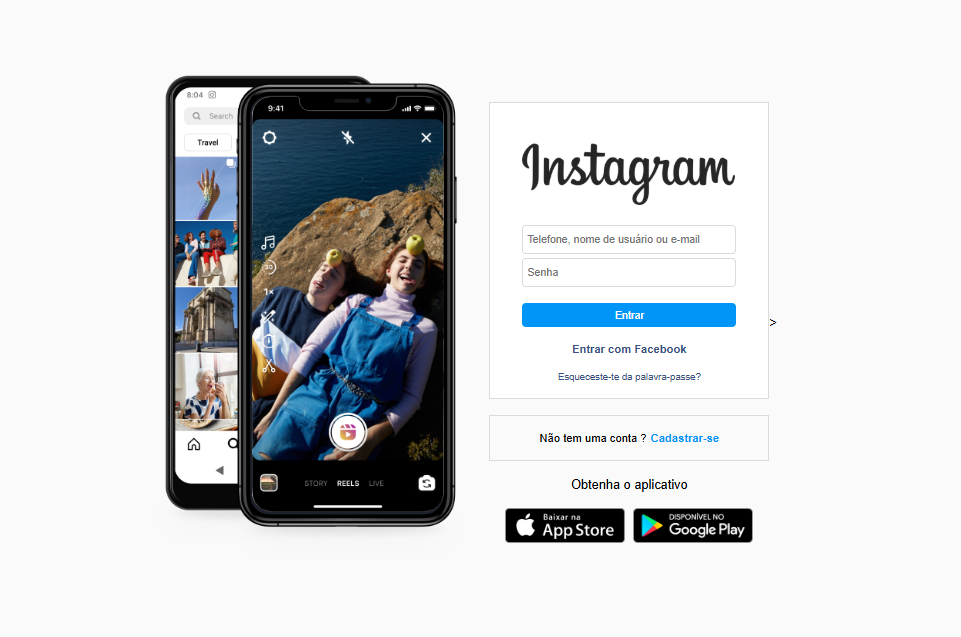 8:04
Search
Travel
9:41
30
1×
STORY REELS LIVE
Instagram
Telefone, nome de usuário ou e-mail
Senha
Entrar
>
Entrar com Facebook
Esqueceste-te da palavra-passe?
Não tem uma conta ? Cadastrar-se
Obtenha o aplicativo
Baixar na
App Store
DISPONÍVEL NO
Google Play